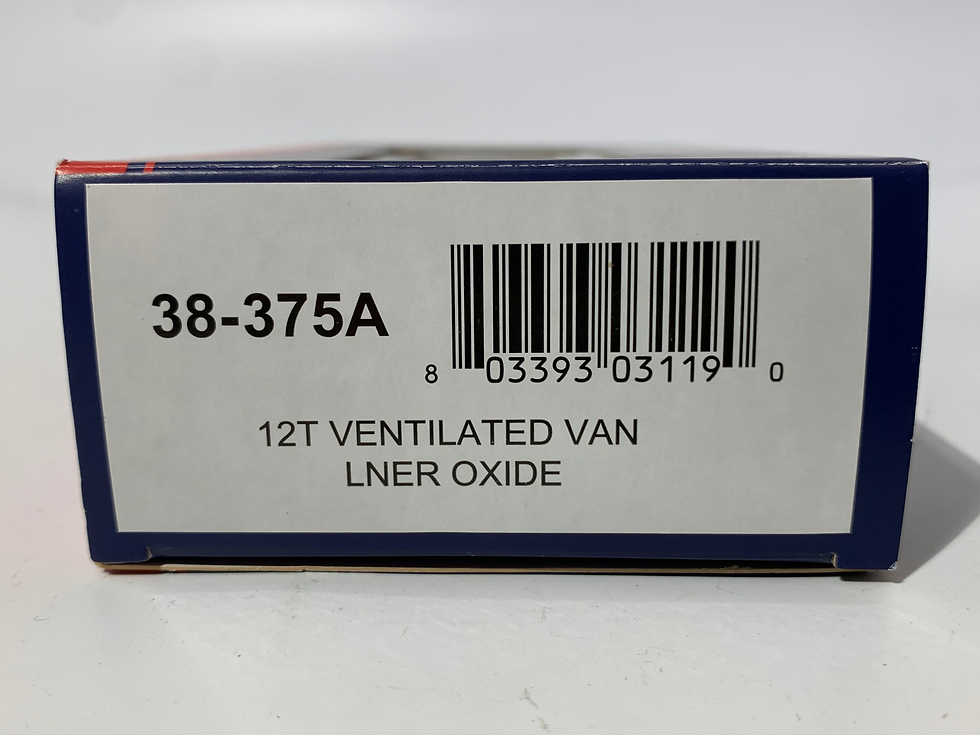 38-375A
8 03393 03119 0
12T VENTILATED VAN
LNER OXIDE